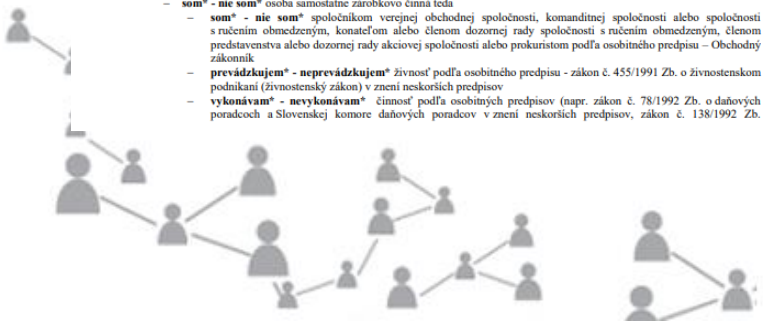 – som* - nie som* osoba samostatne zárobkovo činná teda
– som* - nie som* spoločníkom verejnej obchodnej spoločnosti, komanditnej spoločnosti alebo spoločnosti
s ručením obmedzeným, konateľom alebo členom dozornej rady spoločnosti s ručením obmedzeným, členom
predstavenstva alebo dozornej rady akciovej spoločnosti alebo prokuristom podľa osobitného predpisu – Obchodný
zákonník
– prevádzkujem* - neprevádzkujem* živnosť podľa osobitného predpisu - zákon č. 455/1991 Zb. o živnostenskom
podnikaní (živnostenský zákon) v znení neskorších predpisov
– vykonávam* - nevykonávam* činnosť podľa osobitných predpisov (napr. zákon č. 78/1992 Zb. o daňových
poradcoch a Slovenskej komore daňových poradcov v znení neskorších predpisov, zákon č. 138/1992 Zb.